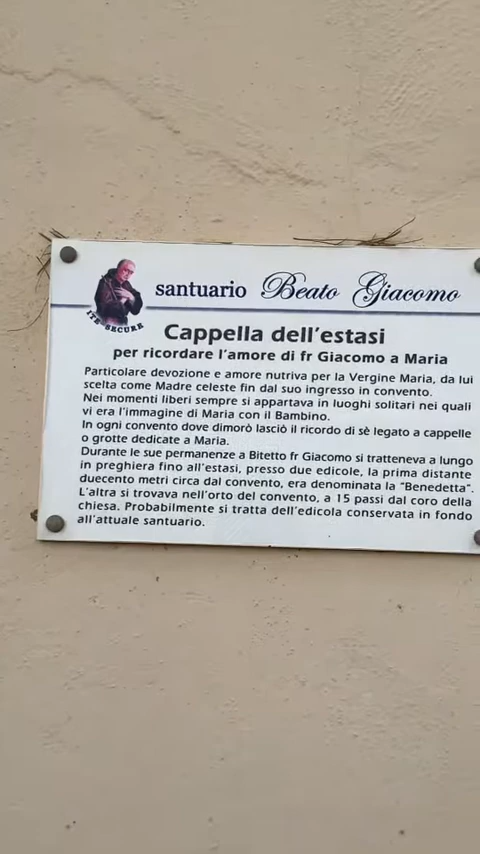 santuario Beato Giacomo
ITE SECURE
Cappella dell'estasi
per ricordare l'amore di fr Giacomo a Maria
Particolare devozione e amore nutriva per la Vergine Maria, da lui
scelta come Madre celeste fin dal suo ingresso in convento.
Nei momenti liberi sempre si appartava in luoghi solitari nei quali
vi era l'immagine di Maria con il Bambino.
In ogni convento dove dimorò lasciò il ricordo di sè legato a cappelle
o grotte dedicate a Maria.
Durante le sue permanenze a Bitetto fr Giacomo si tratteneva a lungo
in preghiera fino all'estasi, presso due edicole, la prima distante
duecento metri circa dal convento, era denominata la "Benedetta".
L'altra si trovava nell'orto del convento, a 15 passi dal coro della
chiesa. Probabilmente si tratta dell'edicola conservata in fondo
all'attuale santuario.